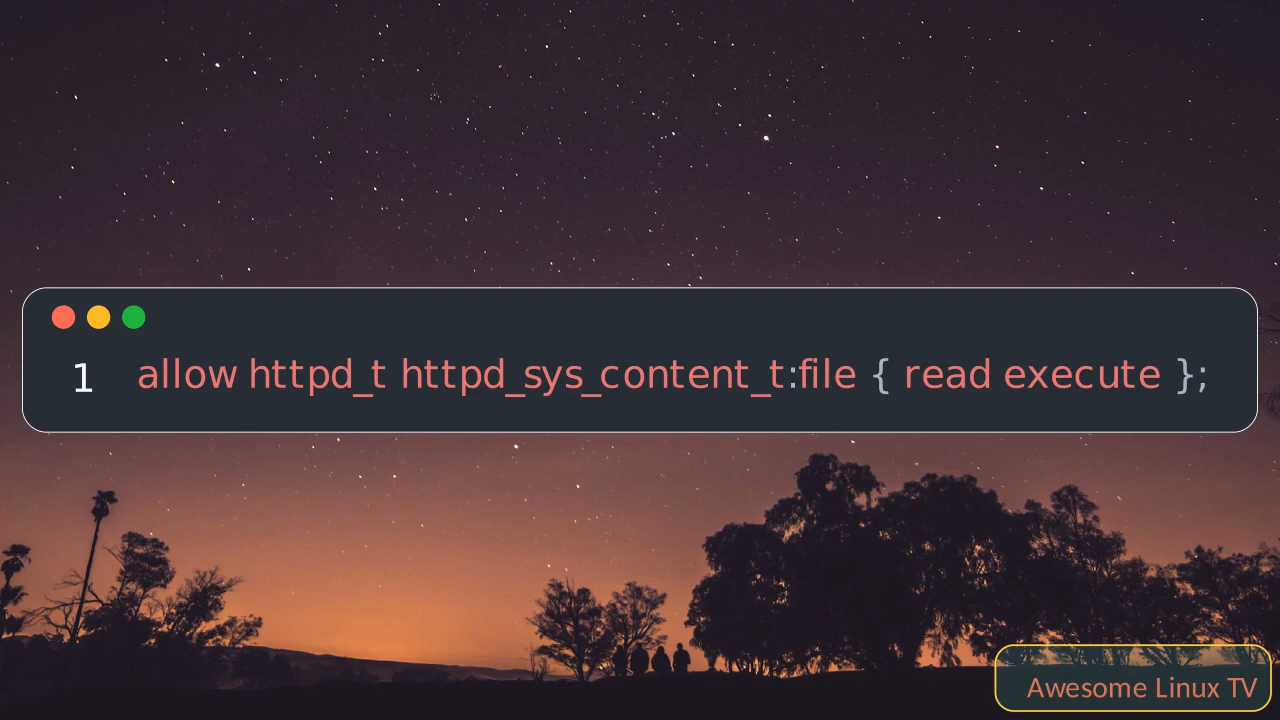 1 allow httpd_t httpd_sys_content_t:file { read execute };
Awesome Linux TV